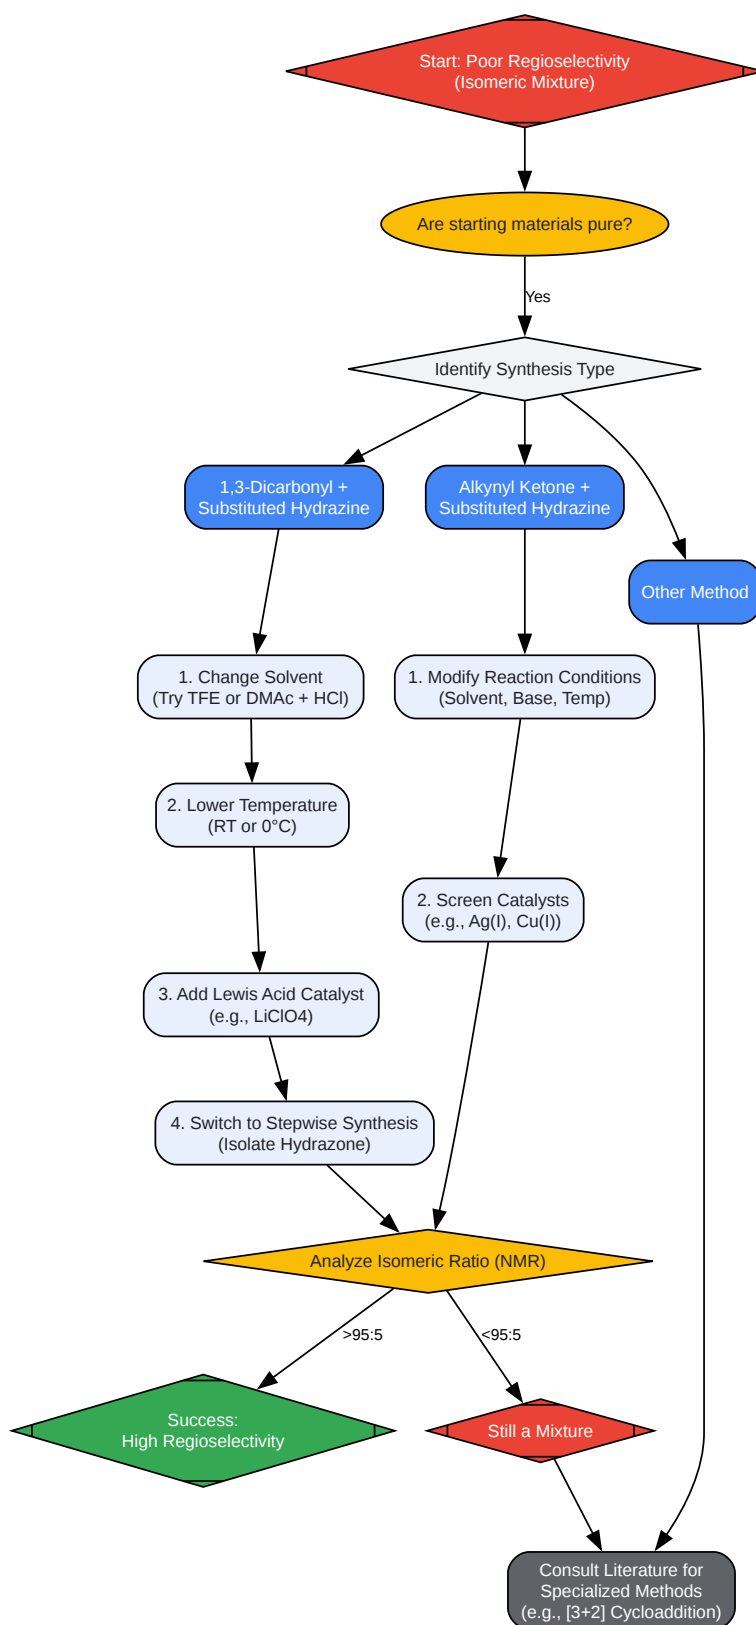 Start: Poor Regioselectivity
(Isomeric Mixture)
Are starting materials pure?
Yes
Identify Synthesis Type
1,3-Dicarbonyl +
Substituted Hydrazine
Alkynyl Ketone +
Substituted Hydrazine
Other Method
1. Change Solvent
(Try TFE or DMAc + HCl)
1. Modify Reaction Conditions
(Solvent, Base, Temp)
2. Lower Temperature
(RT or 0°C)
2. Screen Catalysts
(e.g., Ag(I), Cu(I))
3. Add Lewis Acid Catalyst
(e.g., LiClO4)
4. Switch to Stepwise Synthesis
(Isolate Hydrazone)
Analyze Isomeric Ratio (NMR)
>95:5
<95:5
Success:
High Regioselectivity
Still a Mixture
Consult Literature for
Specialized Methods
(e.g., [3+2] Cycloaddition)